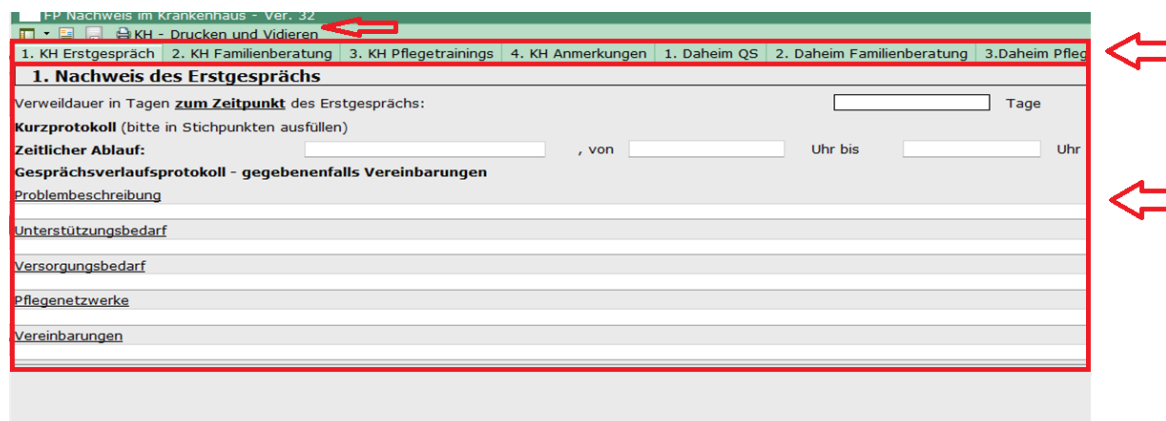 FP Nachweis im Krankenhaus - Ver. 32
KH - Drucken und Vidieren
1. KH Erstgespräch 2. KH Familienberatung 3. KH Pflegetrainings 4. KH Anmerkungen 1. Daheim QS 2. Daheim Familienberatung 3.Daheim Pfleg
1. Nachweis des Erstgesprächs
Verweildauer in Tagen zum Zeitpunkt des Erstgesprächs: Tage
Kurzprotokoll (bitte in Stichpunkten ausfüllen)
Zeitlicher Ablauf: , von Uhr bis Uhr
Gesprächsverlaufsprotokoll - gegebenenfalls Vereinbarungen
Problembeschreibung
Unterstützungsbedarf
Versorgungsbedarf
Pflegenetzwerke
Vereinbarungen